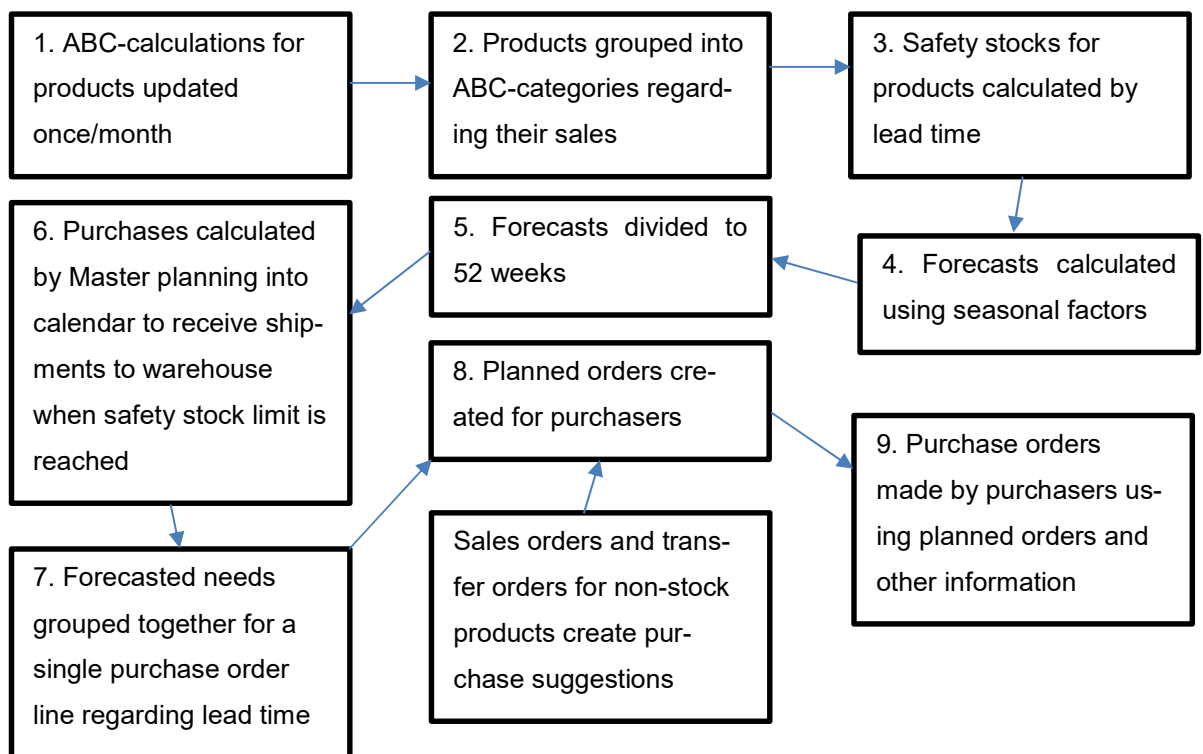 1. ABC-calculations for
products updated
once/month
2. Products grouped into
ABC-categories regard-
ing their sales
3. Safety stocks for
products calculated by
lead time
4. Forecasts calculated
using seasonal factors
5. Forecasts divided to
52 weeks
6. Purchases calculated
by Master planning into
calendar to receive ship-
ments to warehouse
when safety stock limit is
reached
7. Forecasted needs
grouped together for a
single purchase order
line regarding lead time
8. Planned orders cre-
ated for purchasers
Sales orders and trans-
fer orders for non-stock
products create pur-
chase suggestions
9. Purchase orders
made by purchasers us-
ing planned orders and
other information